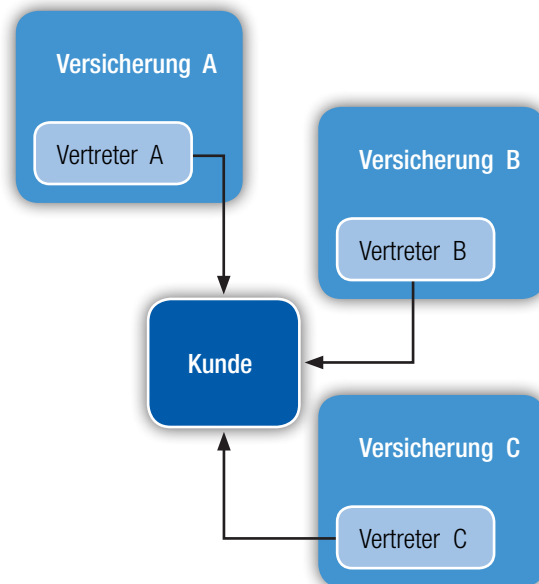 Versicherung A
Vertreter A
Versicherung B
Vertreter B
Kunde
Versicherung C
Vertreter C